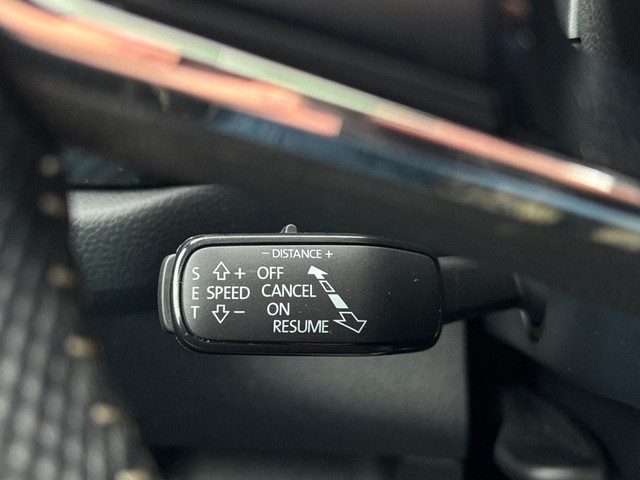 - DISTANCE +
S + OFF
E SPEED CANCEL
T - ON
RESUME